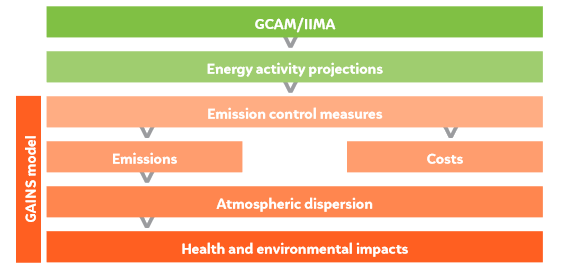 GCAM/IIMA
Energy activity projections
Emission control measures
GAINS model
Emissions
Costs
Atmospheric dispersion
Health and environmental impacts